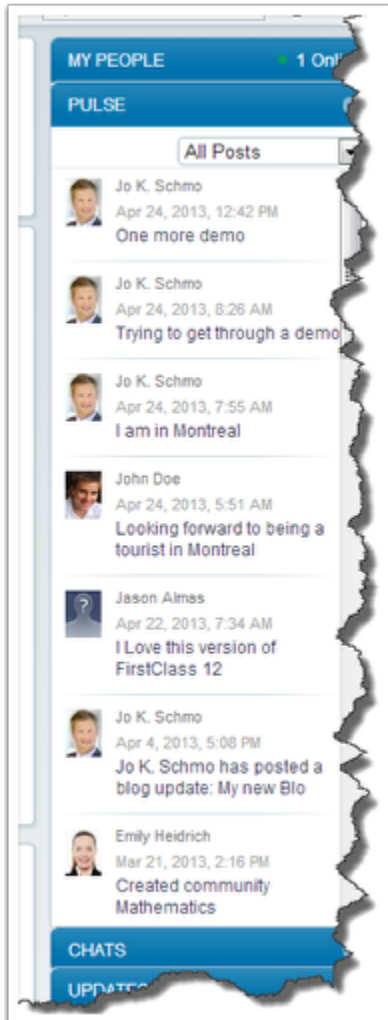 MY PEOPLE
1 Onli
PULSE
All Posts
Jo K. Schmo
Apr 24, 2013, 12:42 PM
One more demo
Jo K. Schmo
Apr 24, 2013, 8:26 AM
Trying to get through a demo
Jo K. Schmo
Apr 24, 2013, 7:55 AM
I am in Montreal
John Doe
Apr 24, 2013, 5:51 AM
Looking forward to being a
tourist in Montreal
Jason Almas
Apr 22, 2013, 7:34 AM
I Love this version of
FirstClass 12
Jo K. Schmo
Apr 4, 2013, 5:08 PM
Jo K. Schmo has posted a
blog update: My new Blo
Emily Heidrich
Mar 21, 2013, 2:16 PM
Created community
Mathematics
CHATS
UPDATES